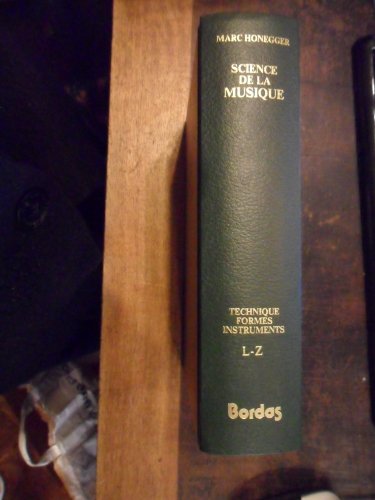 MARC HONEGGER
SCIENCE
DE LA
MUSIQUE
TECHNIQUE
FORMES
INSTRUMENTS
L-Z
Bordas